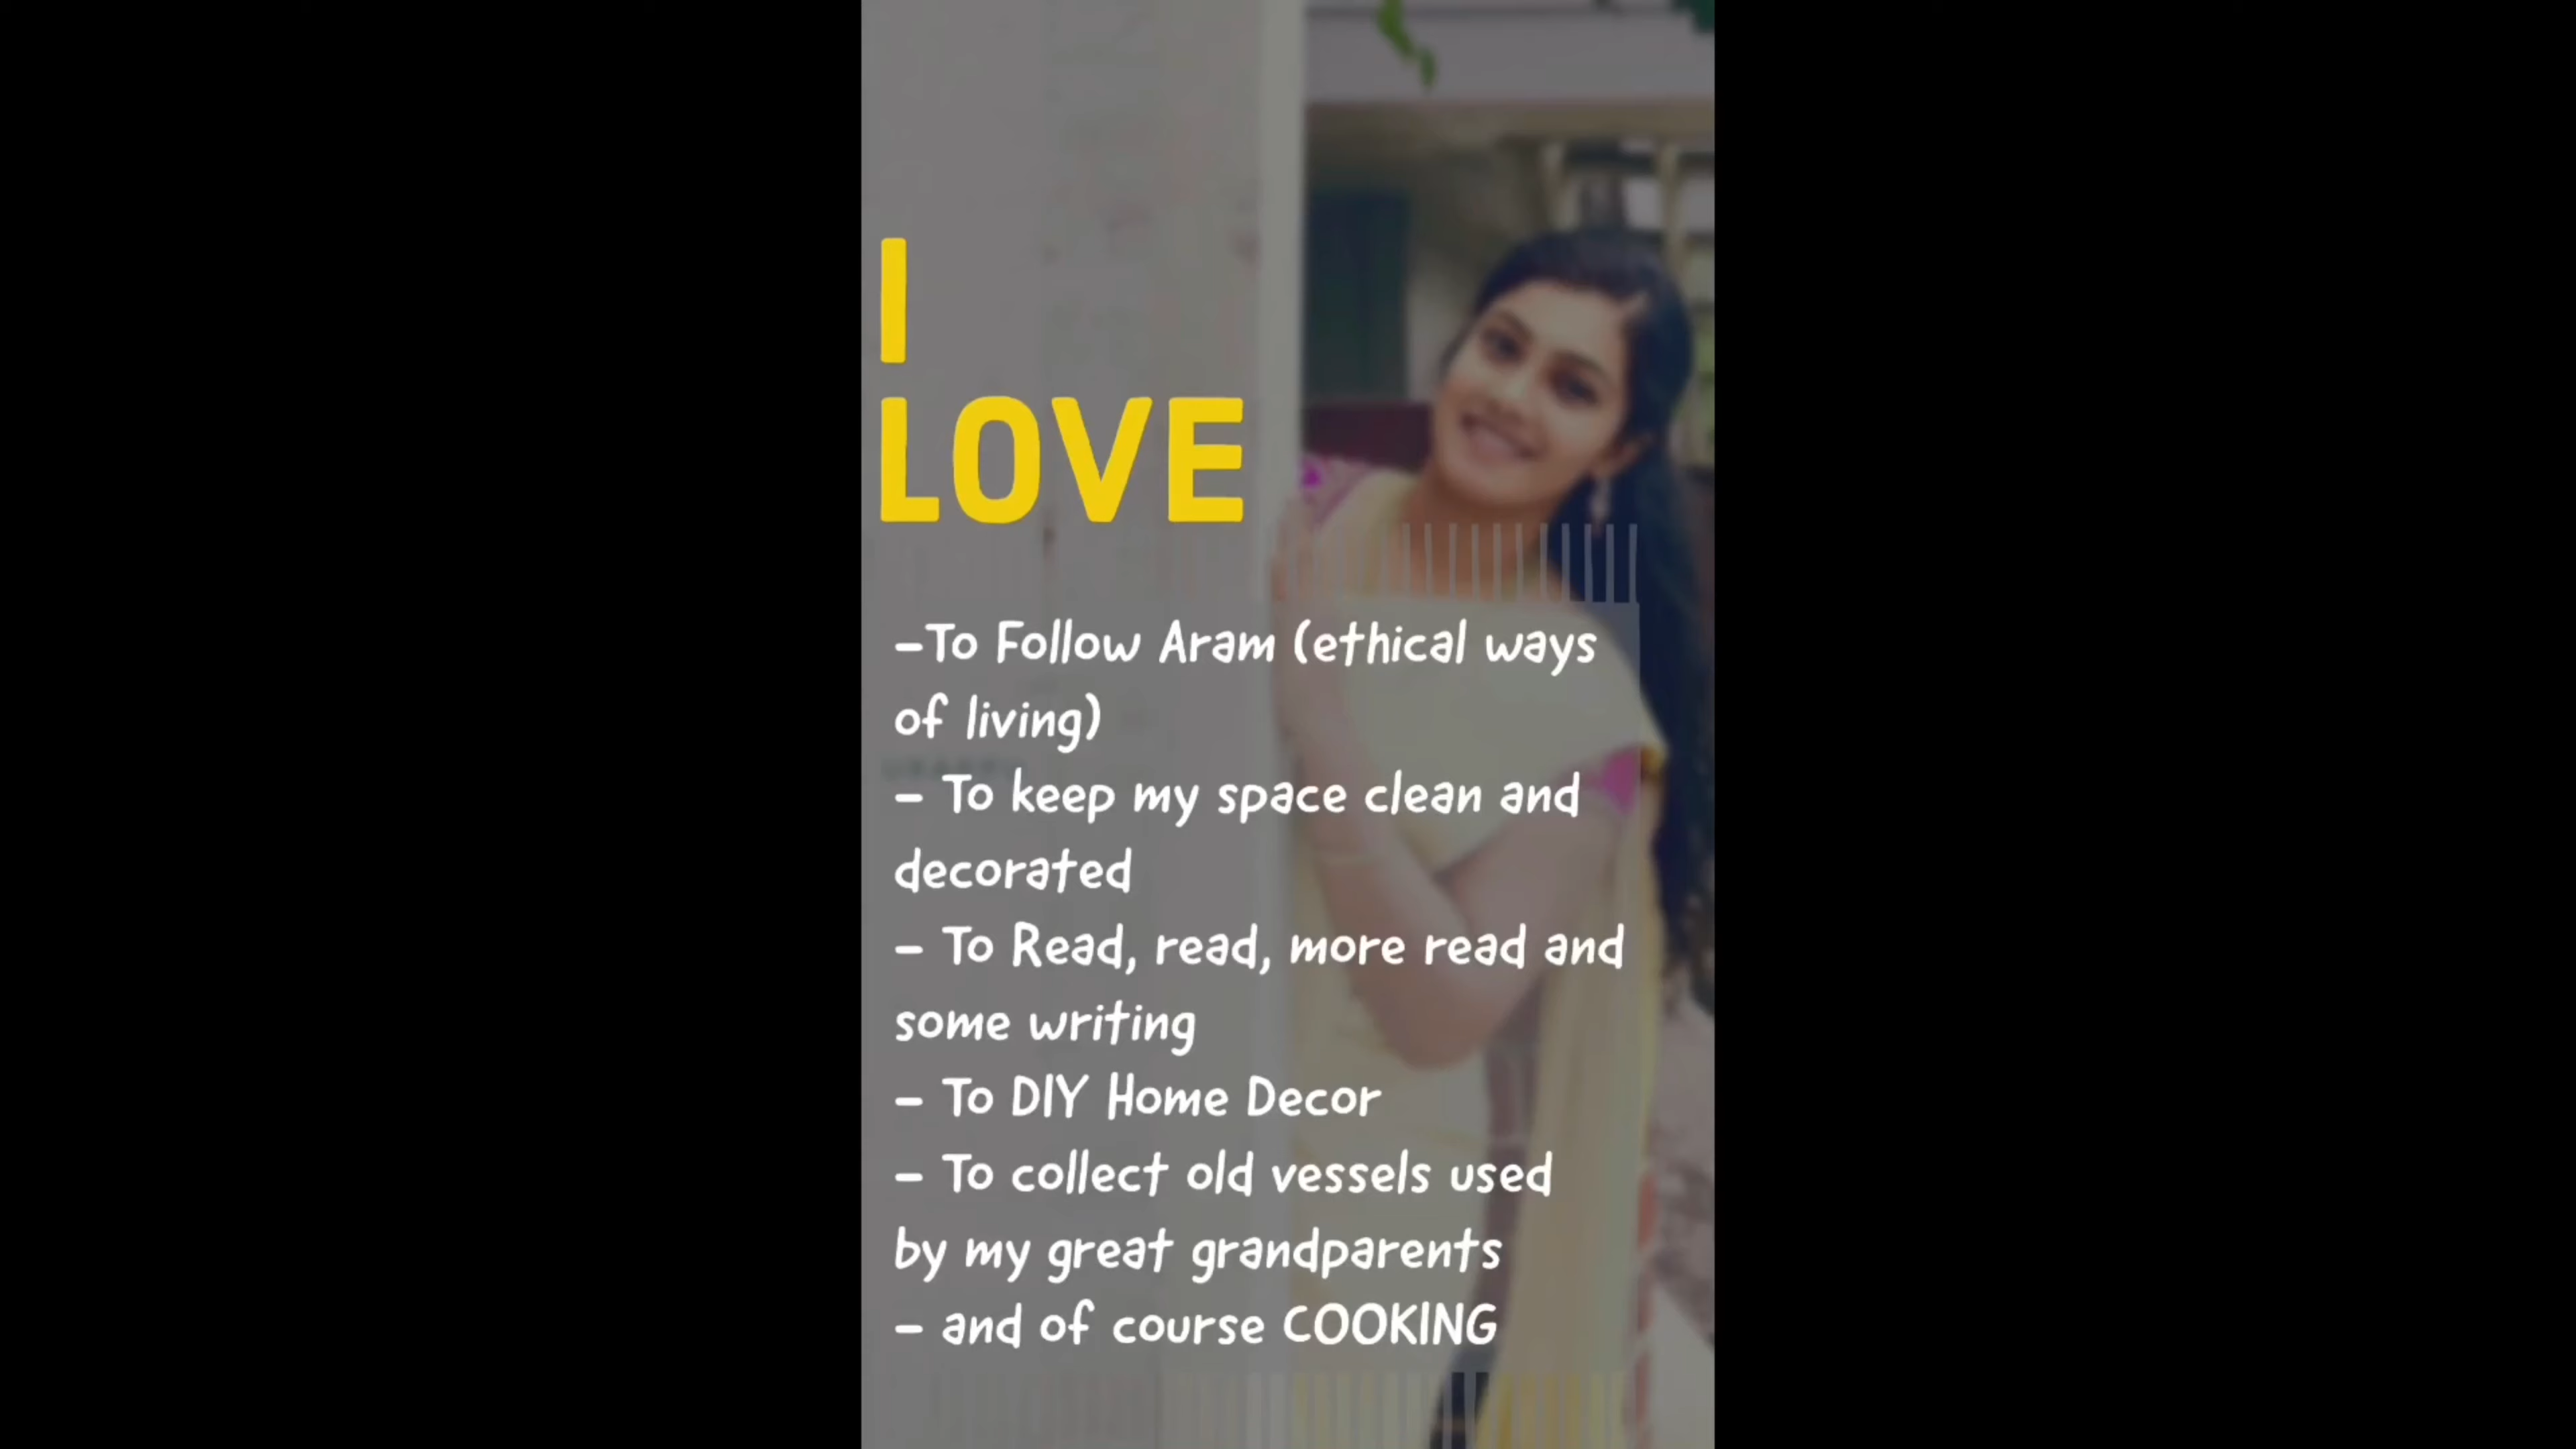 I
LOVE
-To Follow Aram (ethical ways
of living)
- To keep my space clean and
decorated
- To Read, read, more read and
some writing
- To DIY Home Decor
- To collect old vessels used
by my great grandparents
- and of course COOKING